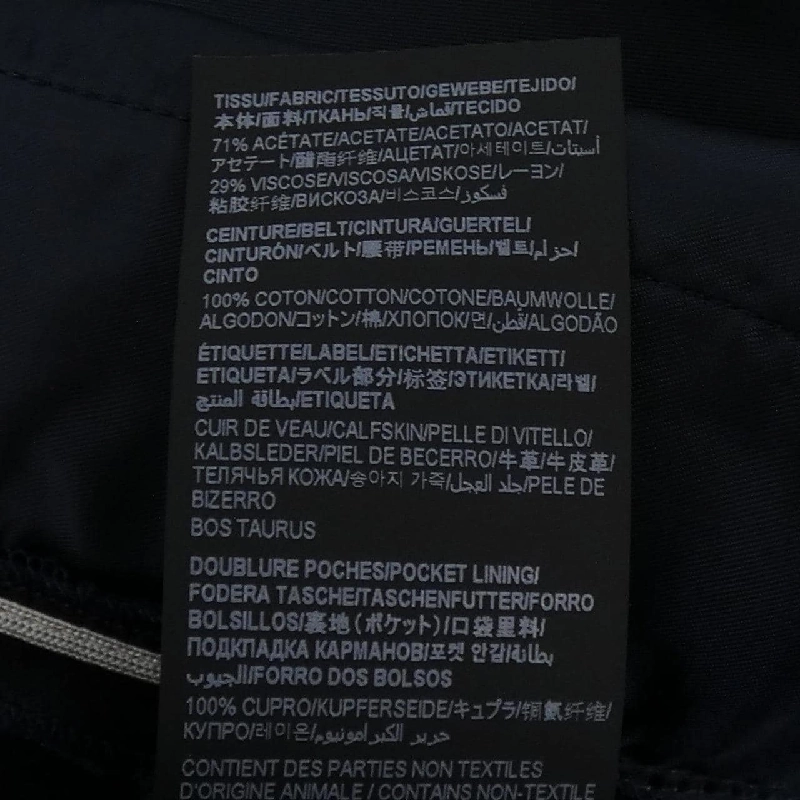 TISSU/FABRIC/TESSUTO/GEWEBE/TEJIDO/
本体/面料/ТКАНЬ/직물/قماش/TECIDO
71% ACÉTATE/ACETATE/ACETATO/ACETAT/
アセテート/醋酯纤维/АЦЕТАТ/아세테이트/أسيتات
29% VISCOSE/VISCOSA/VISKOSE/レーヨン/
粘胶纤维/ВИСКОЗА/비스코스/فسكوز
CEINTURE/BELT/CINTURA/GUERTEL/
CINTURÓN/ベルト/腰带/РЕМЕНЬ/벨트/حزام/
CINTO
100% COTON/COTTON/COTONE/BAUMWOLLE/
ALGODON/コットン/棉/ХЛОПОК/면/قطن/ALGODÃO
ÉTIQUETTE/LABEL/ETICHETTA/ETIKETT/
ETIQUETA/ラベル部分/标签/ЭТИКЕТКА/라벨/
بطاقة المنتج/ETIQUETA
CUIR DE VEAU/CALFSKIN/PELLE DI VITELLO/
KALBSLEDER/PIEL DE BECERRO/牛革/牛皮革/
ТЕЛЯЧЬЯ КОЖА/송아지 가죽/جلد العجل/PELE DE
BIZERRO
BOS TAURUS
DOUBLURE POCHES/POCKET LINING/
FODERA TASCHE/TASCHENFUTTER/FORRO
BOLSILLOS/裏地(ポケット)/口袋里料/
ПОДКЛАДКА КАРМАНОВ/포켓 안감/بطانة
الجيوب/FORRO DOS BOLSOS
100% CUPRO/KUPFERSEIDE/キュプラ/铜氨纤维/
КУПРО/레이온/حرير الكبرامونيوم
CONTIENT DES PARTIES NON TEXTILES
D'ORIGINE ANIMALE / CONTAINS NON-TEXTILE